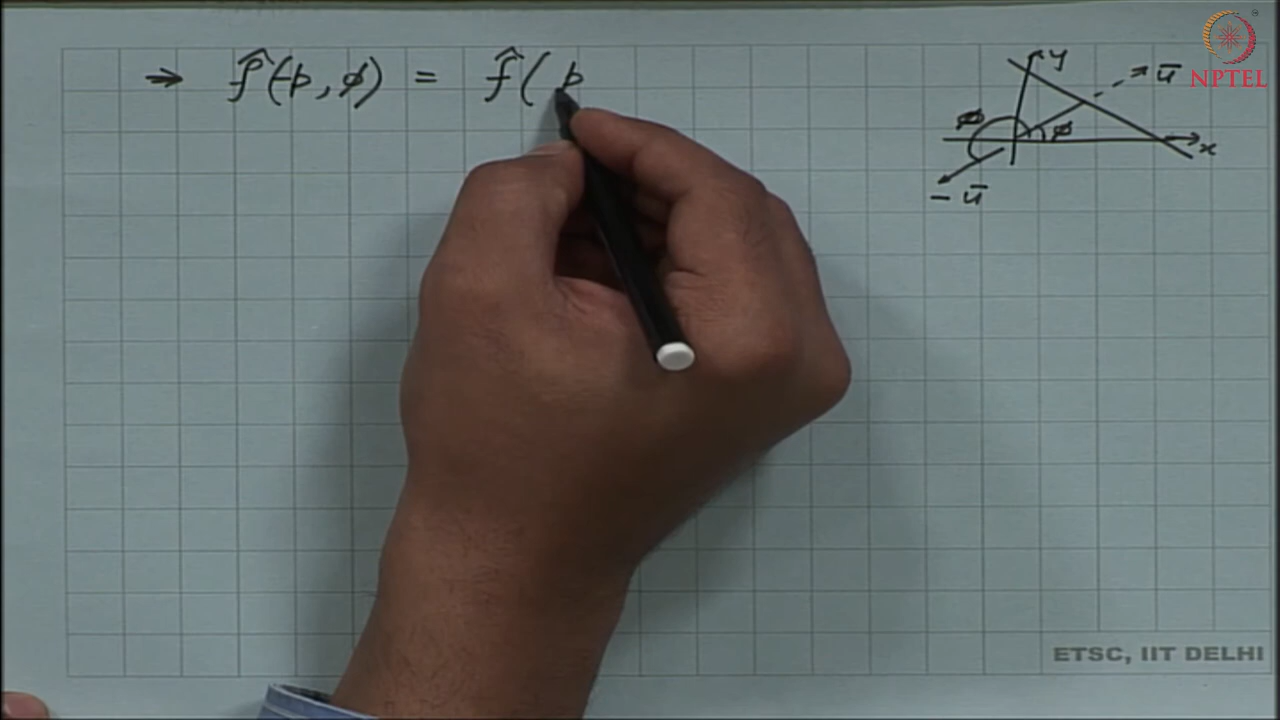 ⇒ f̂(-p, ϕ) = f̂( p
y
ū
ϕ
ϕ
x
- ū
NPTEL
ETSC, IIT DELHI